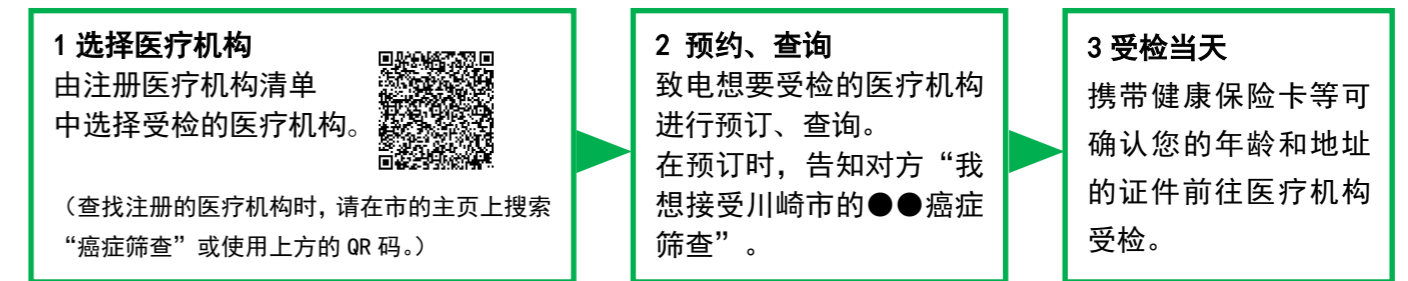 1 选择医疗机构
由注册医疗机构清单
中选择受检的医疗机构。
（查找注册的医疗机构时，请在市的主页上搜索
“癌症筛查”或使用上方的 QR 码。）
2 预约、查询
致电想要受检的医疗机构
进行预订、查询。
在预订时，告知对方“我
想接受川崎市的●●癌症
筛查”。
3 受检当天
携带健康保险卡等可
确认您的年龄和地址
的证件前往医疗机构
受检。